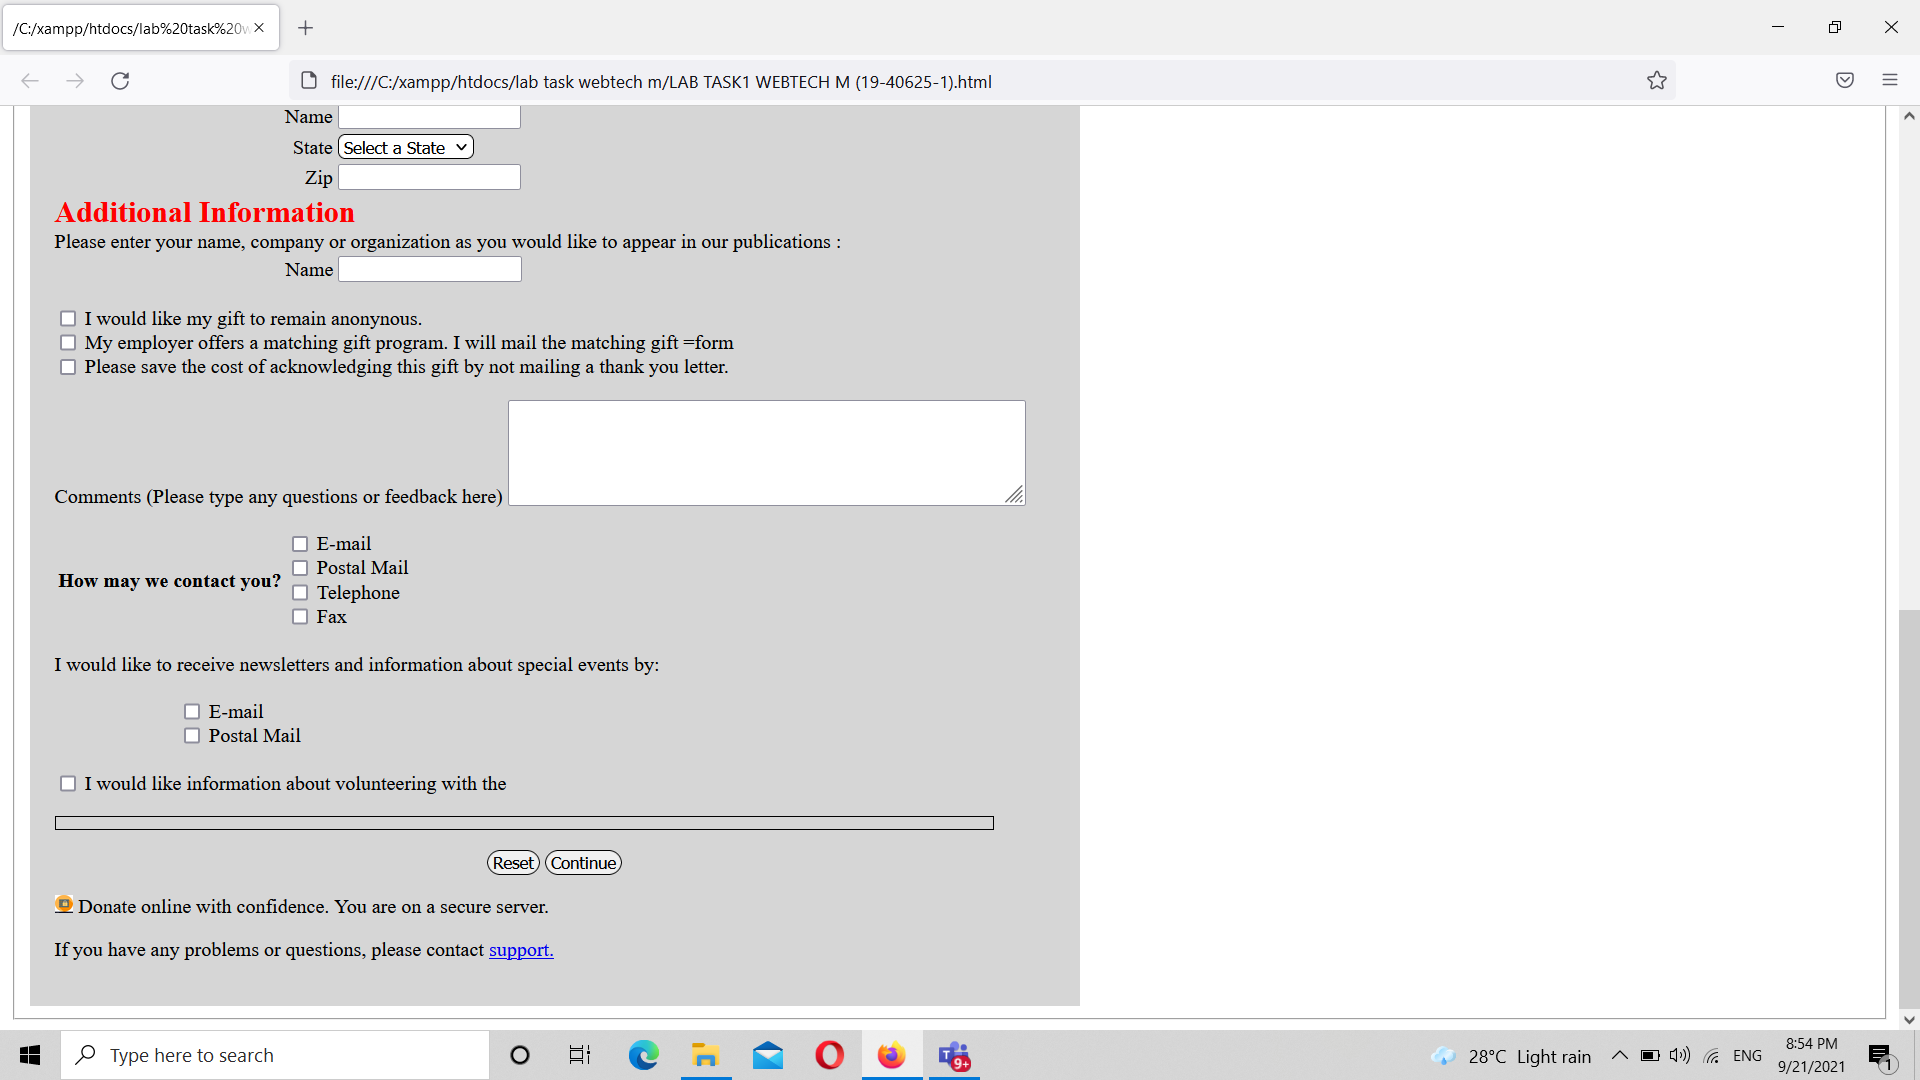 /C:/xampp/htdocs/lab%20task%20w
file:///C:/xampp/htdocs/lab task webtech m/LAB TASK1 WEBTECH M (19-40625-1).html
Name
State Select a State
Zip
Additional Information
Please enter your name, company or organization as you would like to appear in our publications :
Name
I would like my gift to remain anonynous.
My employer offers a matching gift program. I will mail the matching gift =form
Please save the cost of acknowledging this gift by not mailing a thank you letter.
Comments (Please type any questions or feedback here)
How may we contact you?
E-mail
Postal Mail
Telephone
Fax
I would like to receive newsletters and information about special events by:
E-mail
Postal Mail
I would like information about volunteering with the
Reset Continue
Donate online with confidence. You are on a secure server.
If you have any problems or questions, please contact support.
Type here to search
T 9+
28°C Light rain
ENG
8:54 PM
9/21/2021
1